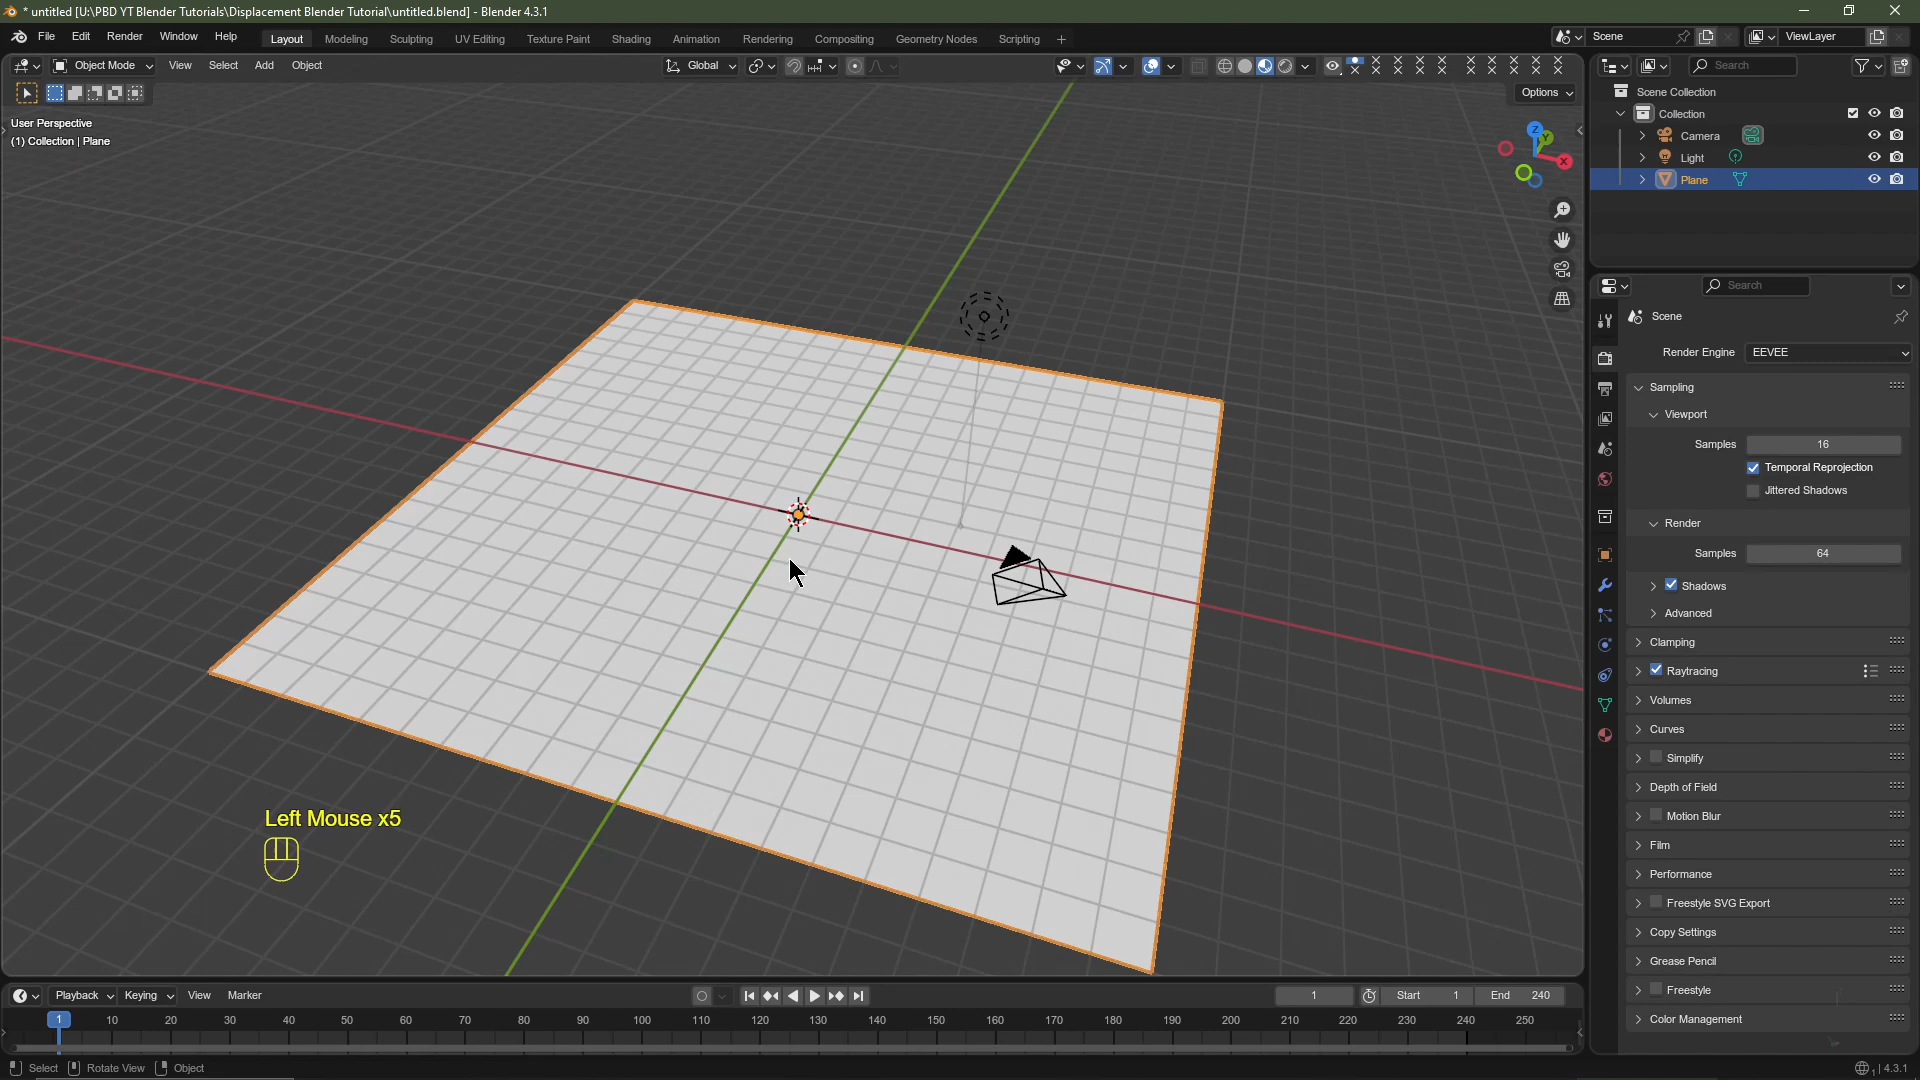 * untitled [U:\PBD YT Blender Tutorials\Displacement Blender Tutorial\untitled.blend] - Blender 4.3.1
File Edit Render Window Help Layout Modeling Sculpting UV Editing Texture Paint Shading Animation Rendering Compositing Geometry Nodes Scripting + Scene ViewLayer
Object Mode View Select Add Object Global Search
Options
Scene Collection
Collection
Camera
Light
Plane
User Perspective
(1) Collection | Plane
Z
Y
X
Search
Scene
Render Engine EEVEE
Sampling
Viewport
Samples 16
Temporal Reprojection
Jittered Shadows
Render
Samples 64
Shadows
Advanced
Clamping
Raytracing
Volumes
Curves
Simplify
Depth of Field
Motion Blur
Film
Performance
Freestyle SVG Export
Copy Settings
Grease Pencil
Freestyle
Color Management
Left Mouse x5
Playback Keying View Marker 1 Start 1 End 240
1 10 20 30 40 50 60 70 80 90 100 110 120 130 140 150 160 170 180 190 200 210 220 230 240 250
Select Rotate View Object 1 4.3.1